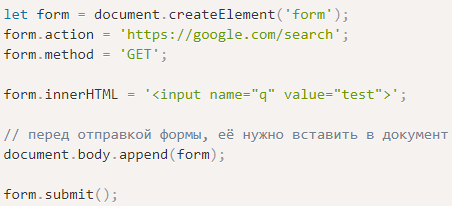 let form = document.createElement('form');
form.action = 'https://google.com/search';
form.method = 'GET';
form.innerHTML = '<input name="q" value="test">';
// перед отправкой формы, её нужно вставить в документ
document.body.append(form);
form.submit();